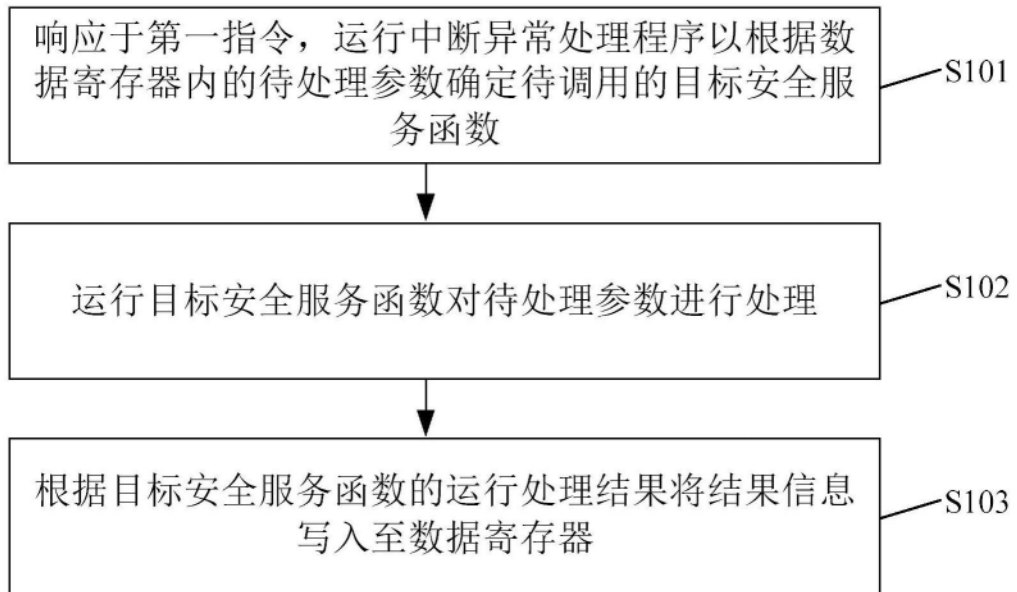 响应于第一指令，运行中断异常处理程序以根据数
据寄存器内的待处理参数确定待调用的目标安全服
务函数
S101
运行目标安全服务函数对待处理参数进行处理
S102
根据目标安全服务函数的运行处理结果将结果信息
写入至数据寄存器
S103